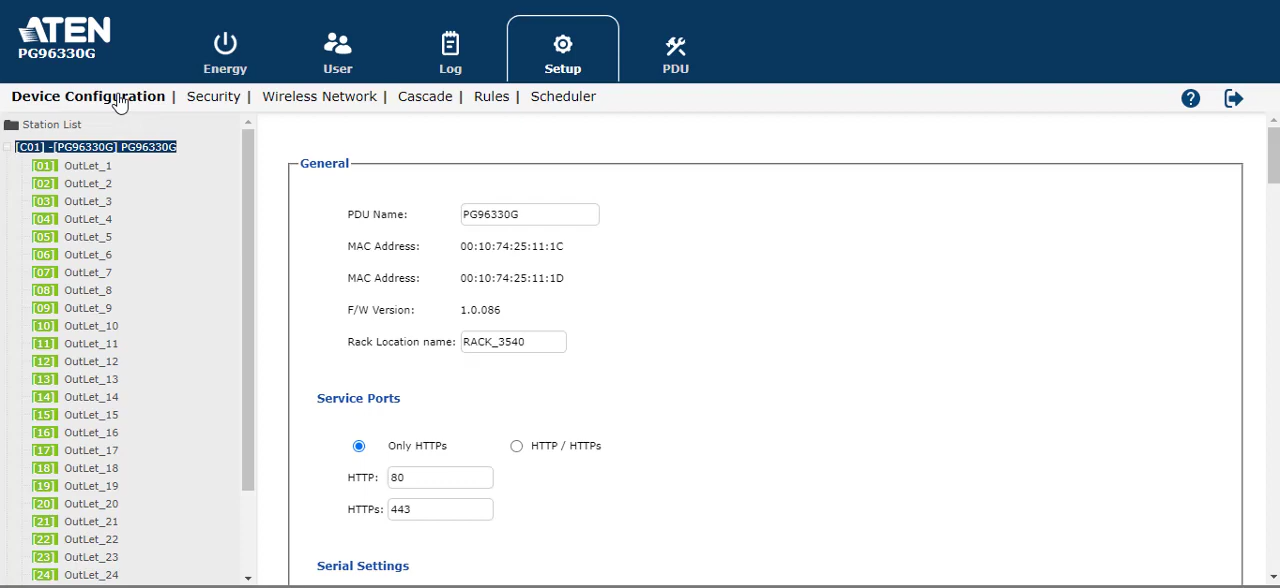 ATEN
PG96330G
Energy
User
Log
Setup
PDU
Device Configuration | Security | Wireless Network | Cascade | Rules | Scheduler
?
Station List
[C01] -[PG96330G] PG96330G
[01] OutLet_1
[02] OutLet_2
[03] OutLet_3
[04] OutLet_4
[05] OutLet_5
[06] OutLet_6
[07] OutLet_7
[08] OutLet_8
[09] OutLet_9
[10] OutLet_10
[11] OutLet_11
[12] OutLet_12
[13] OutLet_13
[14] OutLet_14
[15] OutLet_15
[16] OutLet_16
[17] OutLet_17
[18] OutLet_18
[19] OutLet_19
[20] OutLet_20
[21] OutLet_21
[22] OutLet_22
[23] OutLet_23
[24] OutLet_24
General
PDU Name: PG96330G
MAC Address: 00:10:74:25:11:1C
MAC Address: 00:10:74:25:11:1D
F/W Version: 1.0.086
Rack Location name: RACK_3540
Service Ports
Only HTTPs HTTP / HTTPs
HTTP: 80
HTTPs: 443
Serial Settings